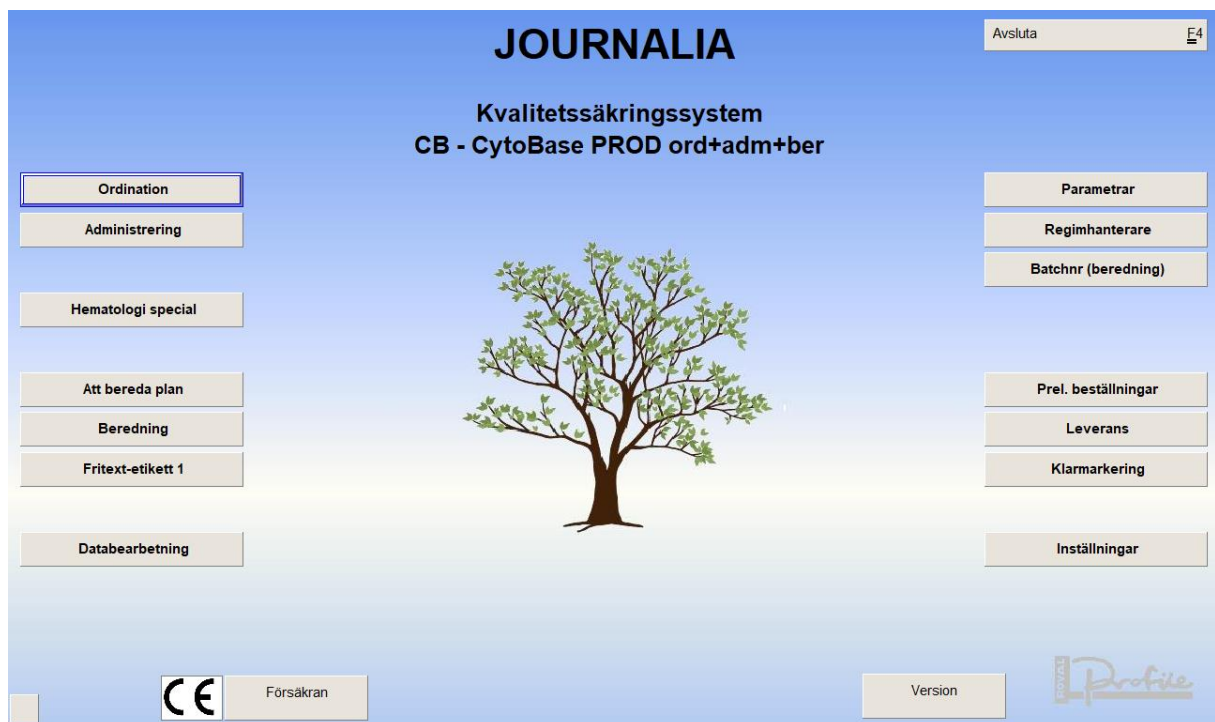 JOURNALIA
Avsluta F4
Kvalitetssäkringssystem
CB - CytoBase PROD ord+adm+ber
Ordination
Administrering
Hematologi special
Att bereda plan
Beredning
Fritext-etikett 1
Databearbetning
Parametrar
Regimhanterare
Batchnr (beredning)
Prel. beställningar
Leverans
Klarmarkering
Inställningar
CE
Försäkran
Version
ROYAL
Profile